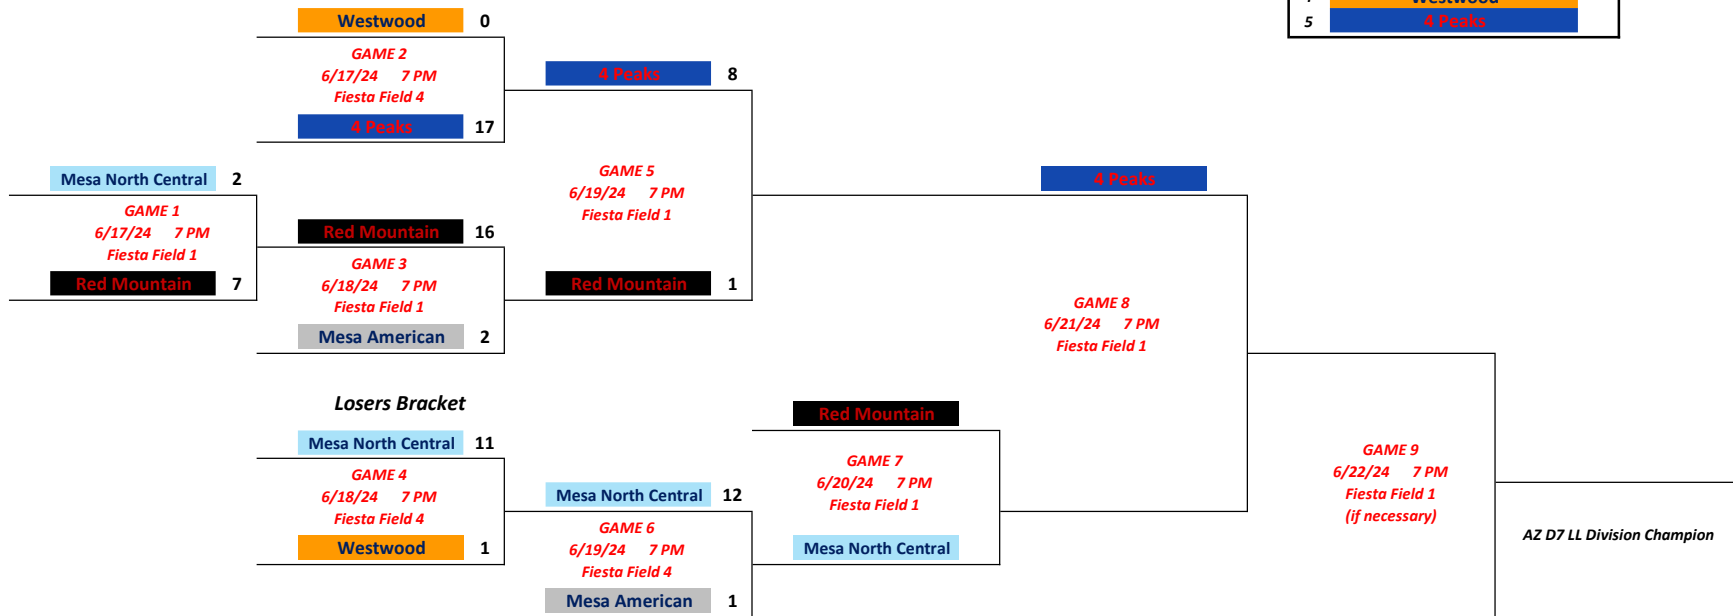 Westwood 0
GAME 2
6/17/24 7 PM
Fiesta Field 4
4 Peaks 17
Mesa North Central 2
GAME 1
6/17/24 7 PM
Fiesta Field 1
Red Mountain 7
Red Mountain 16
GAME 3
6/18/24 7 PM
Fiesta Field 1
Mesa American 2
4 Peaks 8
GAME 5
6/19/24 7 PM
Fiesta Field 1
Red Mountain 1
4 Peaks
GAME 8
6/21/24 7 PM
Fiesta Field 1
Westwood
5 4 Peaks
Losers Bracket
Mesa North Central 11
GAME 4
6/18/24 7 PM
Fiesta Field 4
Westwood 1
Mesa North Central 12
GAME 6
6/19/24 7 PM
Fiesta Field 4
Mesa American 1
Red Mountain
GAME 7
6/20/24 7 PM
Fiesta Field 1
Mesa North Central
GAME 9
6/22/24 7 PM
Fiesta Field 1
(if necessary)
AZ D7 LL Division Champion